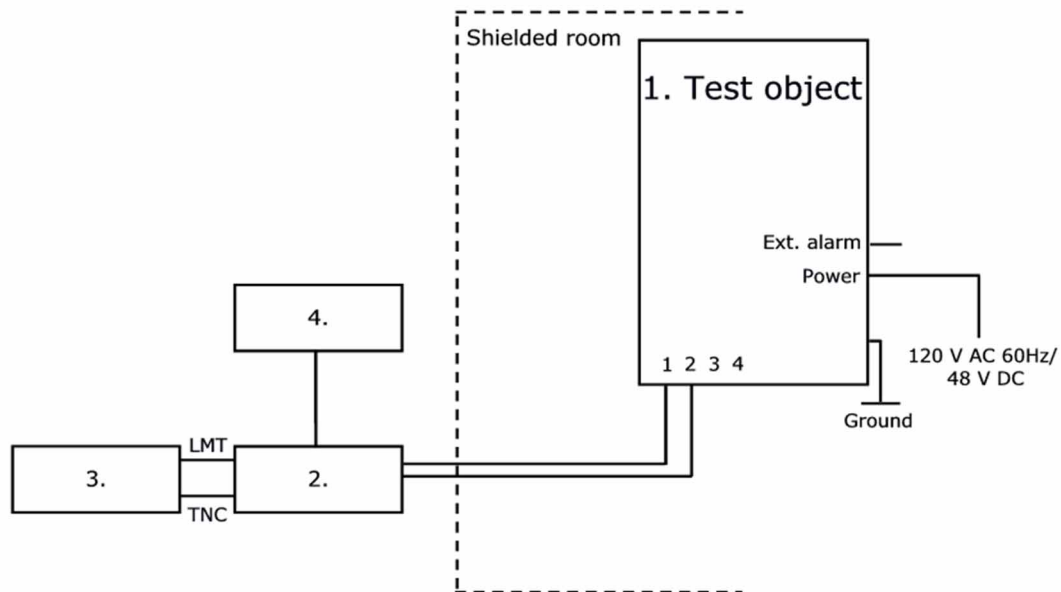 Shielded room
1. Test object
Ext. alarm
Power
120 V AC 60Hz/
48 V DC
1 2 3 4
Ground
4.
LMT
3.
2.
TNC